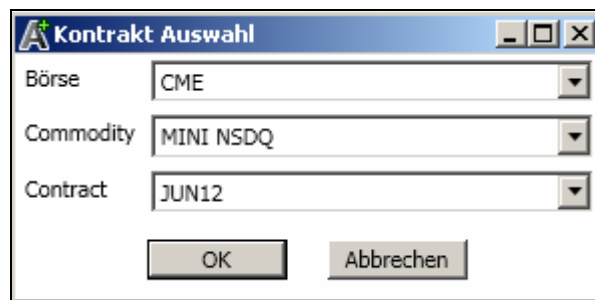 Kontrakt Auswahl
Börse CME
Commodity MINI NSDQ
Contract JUN12
OK Abbrechen